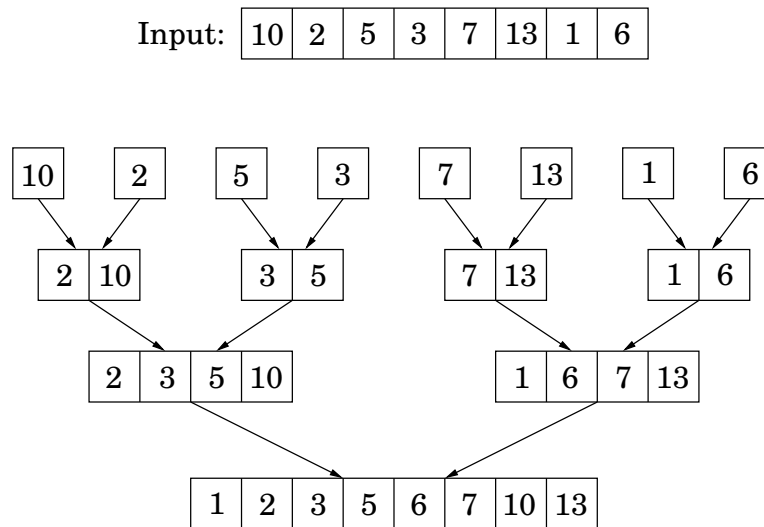 Input: 10 2 5 3 7 13 1 6
10 2 5 3 7 13 1 6
2 10 3 5 7 13 1 6
2 3 5 10 1 6 7 13
1 2 3 5 6 7 10 13